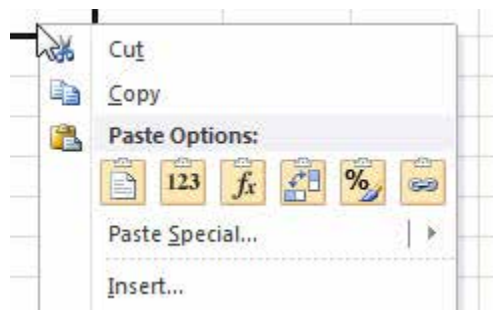 Cut
Copy
Paste Options:
123 fx %
Paste Special...
Insert...